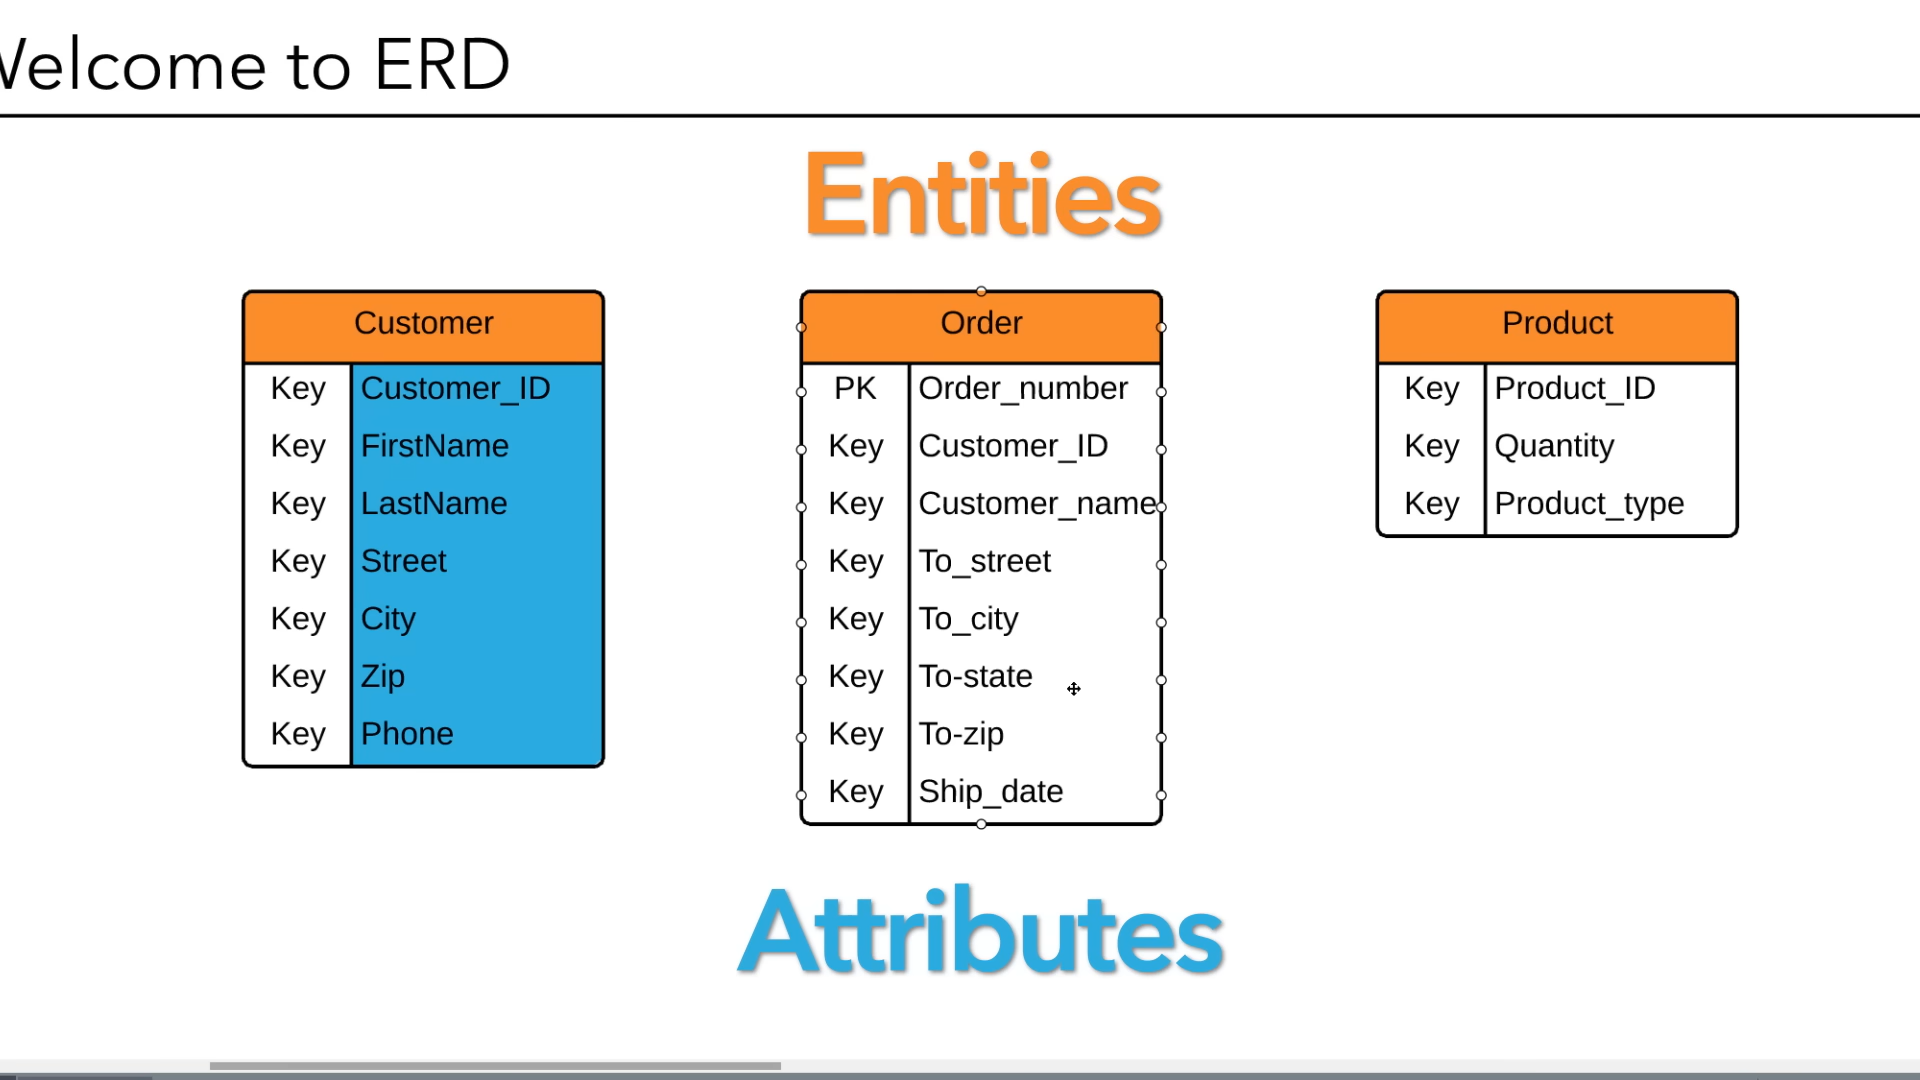 Welcome to ERD
Entities
Customer
Key Customer_ID
Key FirstName
Key LastName
Key Street
Key City
Key Zip
Key Phone
Order
PK Order_number
Key Customer_ID
Key Customer_name
Key To_street
Key To_city
Key To-state
Key To-zip
Key Ship_date
Product
Key Product_ID
Key Quantity
Key Product_type
Attributes